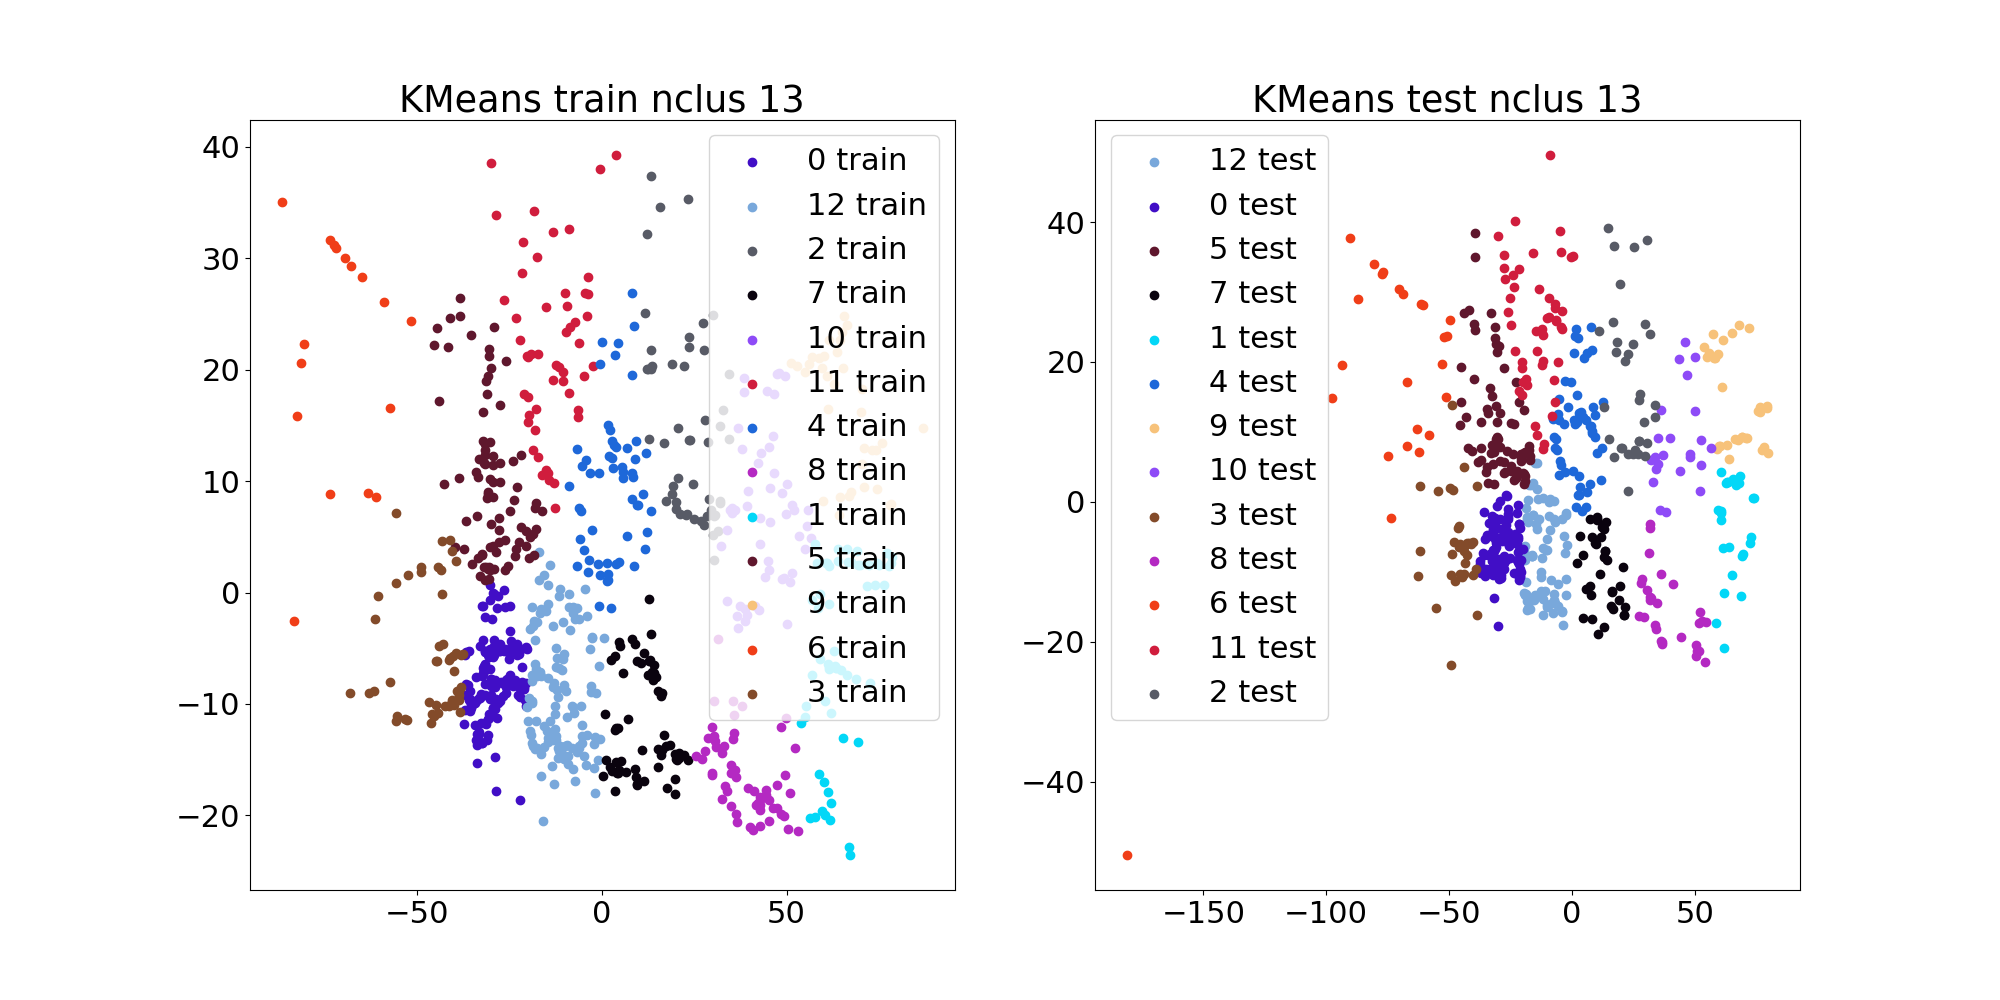 KMeans train nclus 13
40
30
20
10
0
−10
−20
−50
0
50
0 train
12 train
2 train
7 train
10 train
11 train
4 train
8 train
1 train
5 train
9 train
6 train
3 train
KMeans test nclus 13
40
20
0
−20
−40
−150
−100
−50
0
50
12 test
0 test
5 test
7 test
1 test
4 test
9 test
10 test
3 test
8 test
6 test
11 test
2 test